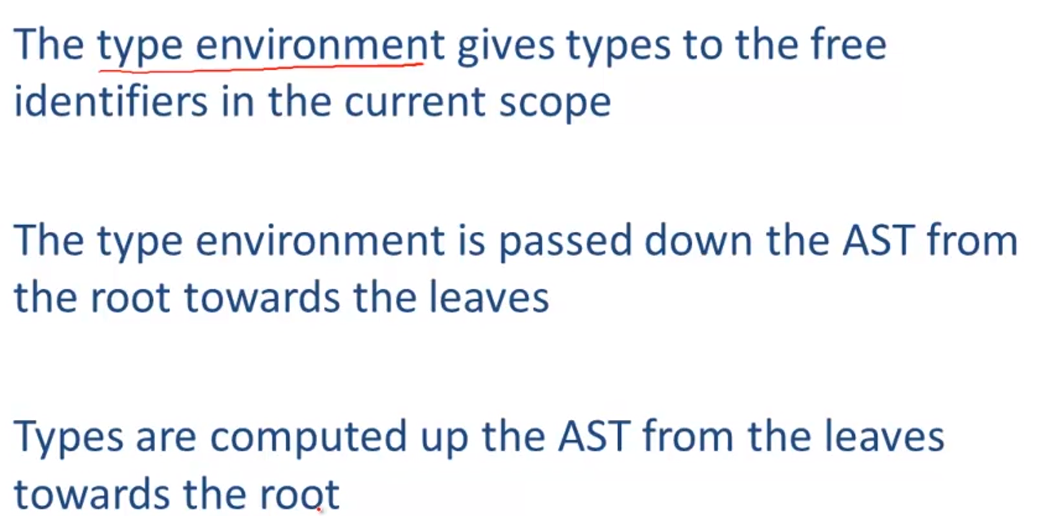 The type environment gives types to the free
identifiers in the current scope
The type environment is passed down the AST from
the root towards the leaves
Types are computed up the AST from the leaves
towards the root